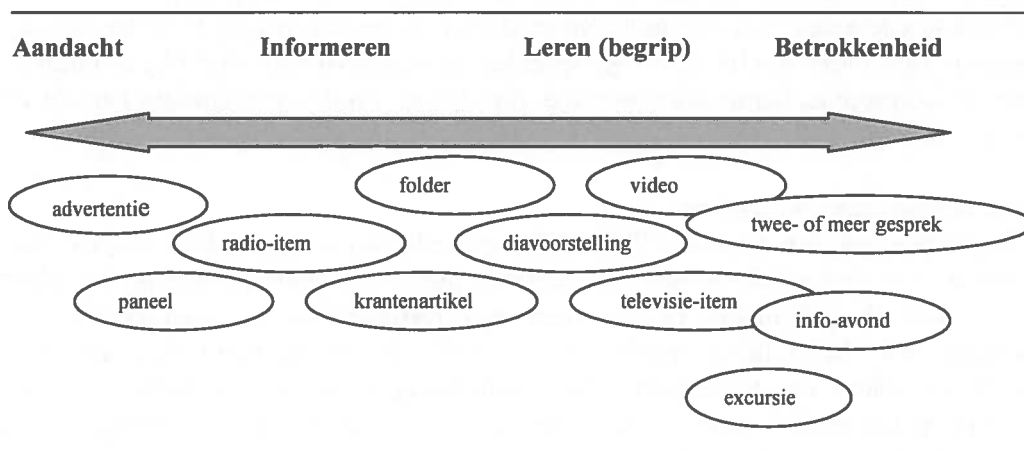 Aandacht Informeren Leren (begrip) Betrokkenheid
folder video
advertentie twee- of meer gesprek
radio-item diavoorstelling
paneel krantenartikel televisie-item
info-avond
excursie